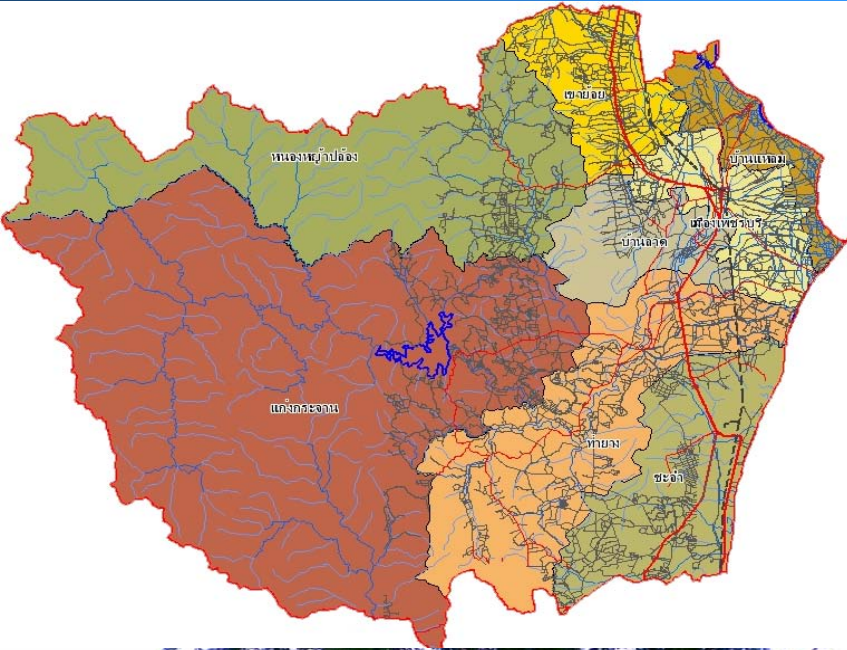 เขาย้อย
หนองหญ้าปล้อง
บ้านแหลม
เมืองเพชรบุรี
บ้านลาด
แก่งกระจาน
ท่ายาง
ชะอำ